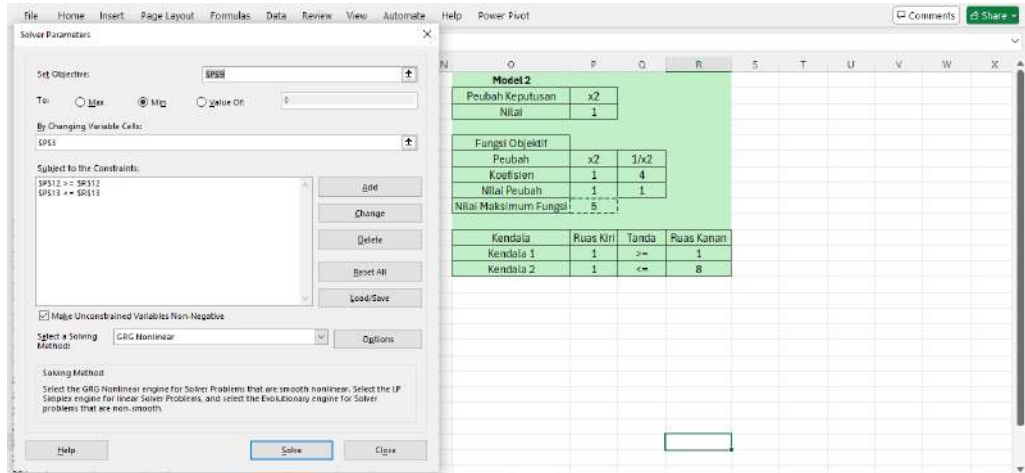 File Home Insert Page Layout Formulas Data Review View Automate Help Power Pivot Comments Share
Solver Parameters
Set Objective: $P$9
To: Max Min Value Of: 0
By Changing Variable Cells:
$P$3
Subject to the Constraints:
$P$12 >= $R$12
$P$13 <= $R$13
Add
Change
Delete
Reset All
Load/Save
Make Unconstrained Variables Non-Negative
Select a Solving Method: GRG Nonlinear Options
Solving Method
Select the GRG Nonlinear engine for Solver Problems that are smooth nonlinear. Select the LP
Simplex engine for linear Solver Problems, and select the Evolutionary engine for Solver
problems that are non-smooth.
Help Solve Close
N O P Q R S T U V W X
Model 2
Peubah Keputusan x2
Nilai 1
Fungsi Objektif
Peubah x2 1/x2
Koefisien 1 4
Nilai Peubah 1 1
Nilai Maksimum Fungsi 5
Kendala Ruas Kiri Tanda Ruas Kanan
Kendala 1 1 >= 1
Kendala 2 1 <= 8